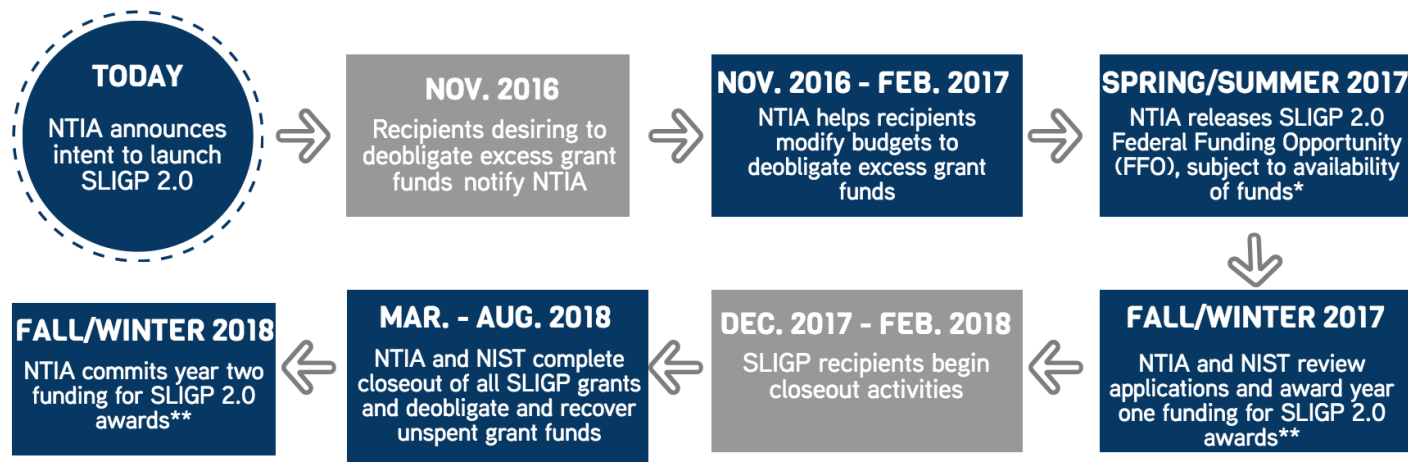 TODAY
NTIA announces
intent to launch
SLIGP 2.0
NOV. 2016
Recipients desiring to
deobligate excess grant
funds notify NTIA
NOV. 2016 - FEB. 2017
NTIA helps recipients
modify budgets to
deobligate excess grant
funds
SPRING/SUMMER 2017
NTIA releases SLIGP 2.0
Federal Funding Opportunity
(FFO), subject to availability
of funds*
FALL/WINTER 2017
NTIA and NIST review
applications and award year
one funding for SLIGP 2.0
awards**
DEC. 2017 - FEB. 2018
SLIGP recipients begin
closeout activities
MAR. - AUG. 2018
NTIA and NIST complete
closeout of all SLIGP grants
and deobligate and recover
unspent grant funds
FALL/WINTER 2018
NTIA commits year two
funding for SLIGP 2.0
awards**